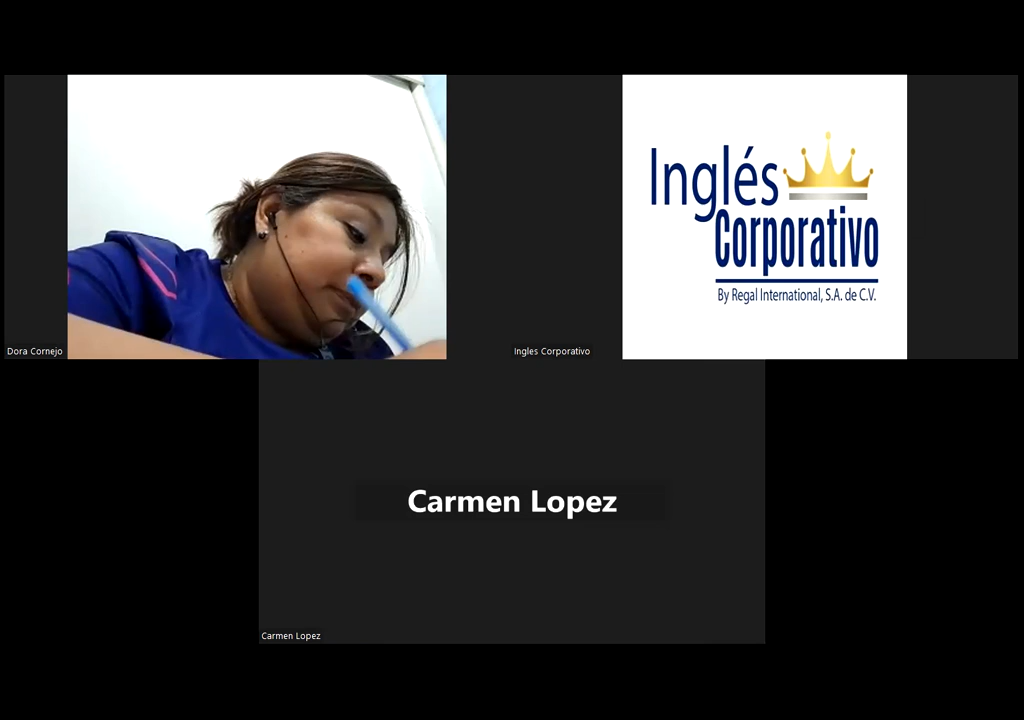 Inglés
Corporativo
By Regal International, S.A. de C.V.
Dora Cornejo
Ingles Corporativo
Carmen Lopez
Carmen Lopez